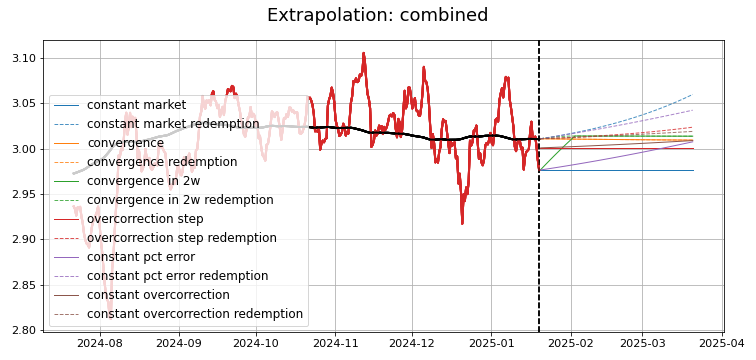 Extrapolation: combined
3.10
3.05
3.00
2.95
2.90
2.85
2.80
constant market
constant market redemption
convergence
convergence redemption
convergence in 2w
convergence in 2w redemption
overcorrection step
overcorrection step redemption
constant pct error
constant pct error redemption
constant overcorrection
constant overcorrection redemption
2024-08 2024-09 2024-10 2024-11 2024-12 2025-01 2025-02 2025-03 2025-04